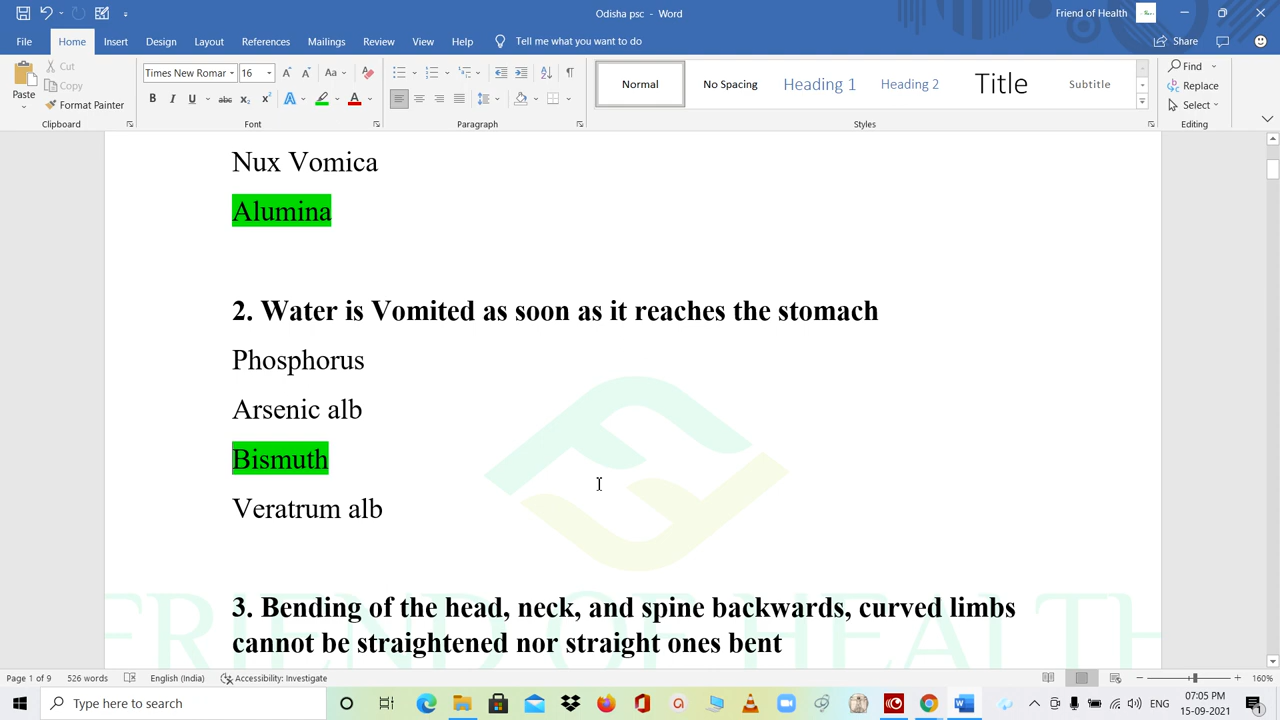 Odisha psc - Word
Friend of Health
File Home Insert Design Layout References Mailings Review View Help Tell me what you want to do
Share
Paste
Cut
Copy
Format Painter
Clipboard
Times New Romar 16
Font
Paragraph
Normal No Spacing Heading 1 Heading 2 Title Subtitle
Styles
Find
Replace
Select
Editing
Nux Vomica
Alumina
2. Water is Vomited as soon as it reaches the stomach
Phosphorus
Arsenic alb
Bismuth
Veratrum alb
3. Bending of the head, neck, and spine backwards, curved limbs
cannot be straightened nor straight ones bent
FRIEND OF HEALTH
Page 1 of 9 526 words English (India) Accessibility: Investigate 160%
Type here to search
ENG
07:05 PM
15-09-2021